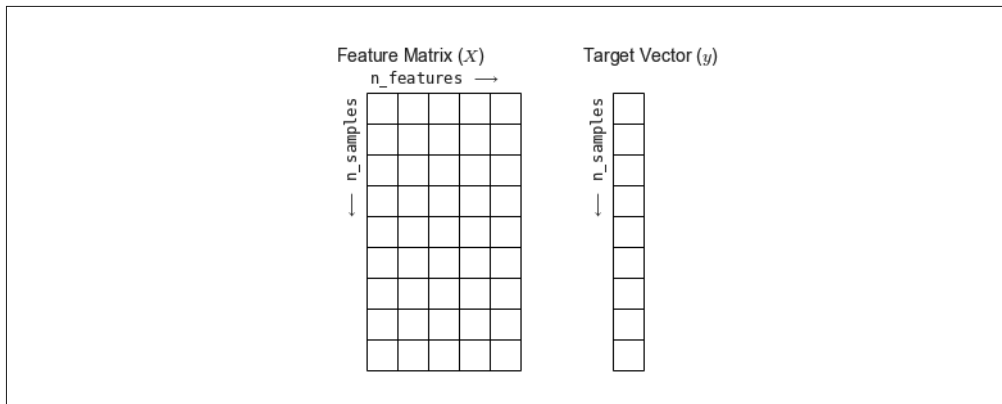 Feature Matrix (X)
n_features ⟶
⟵ n_samples
Target Vector (y)
⟵ n_samples